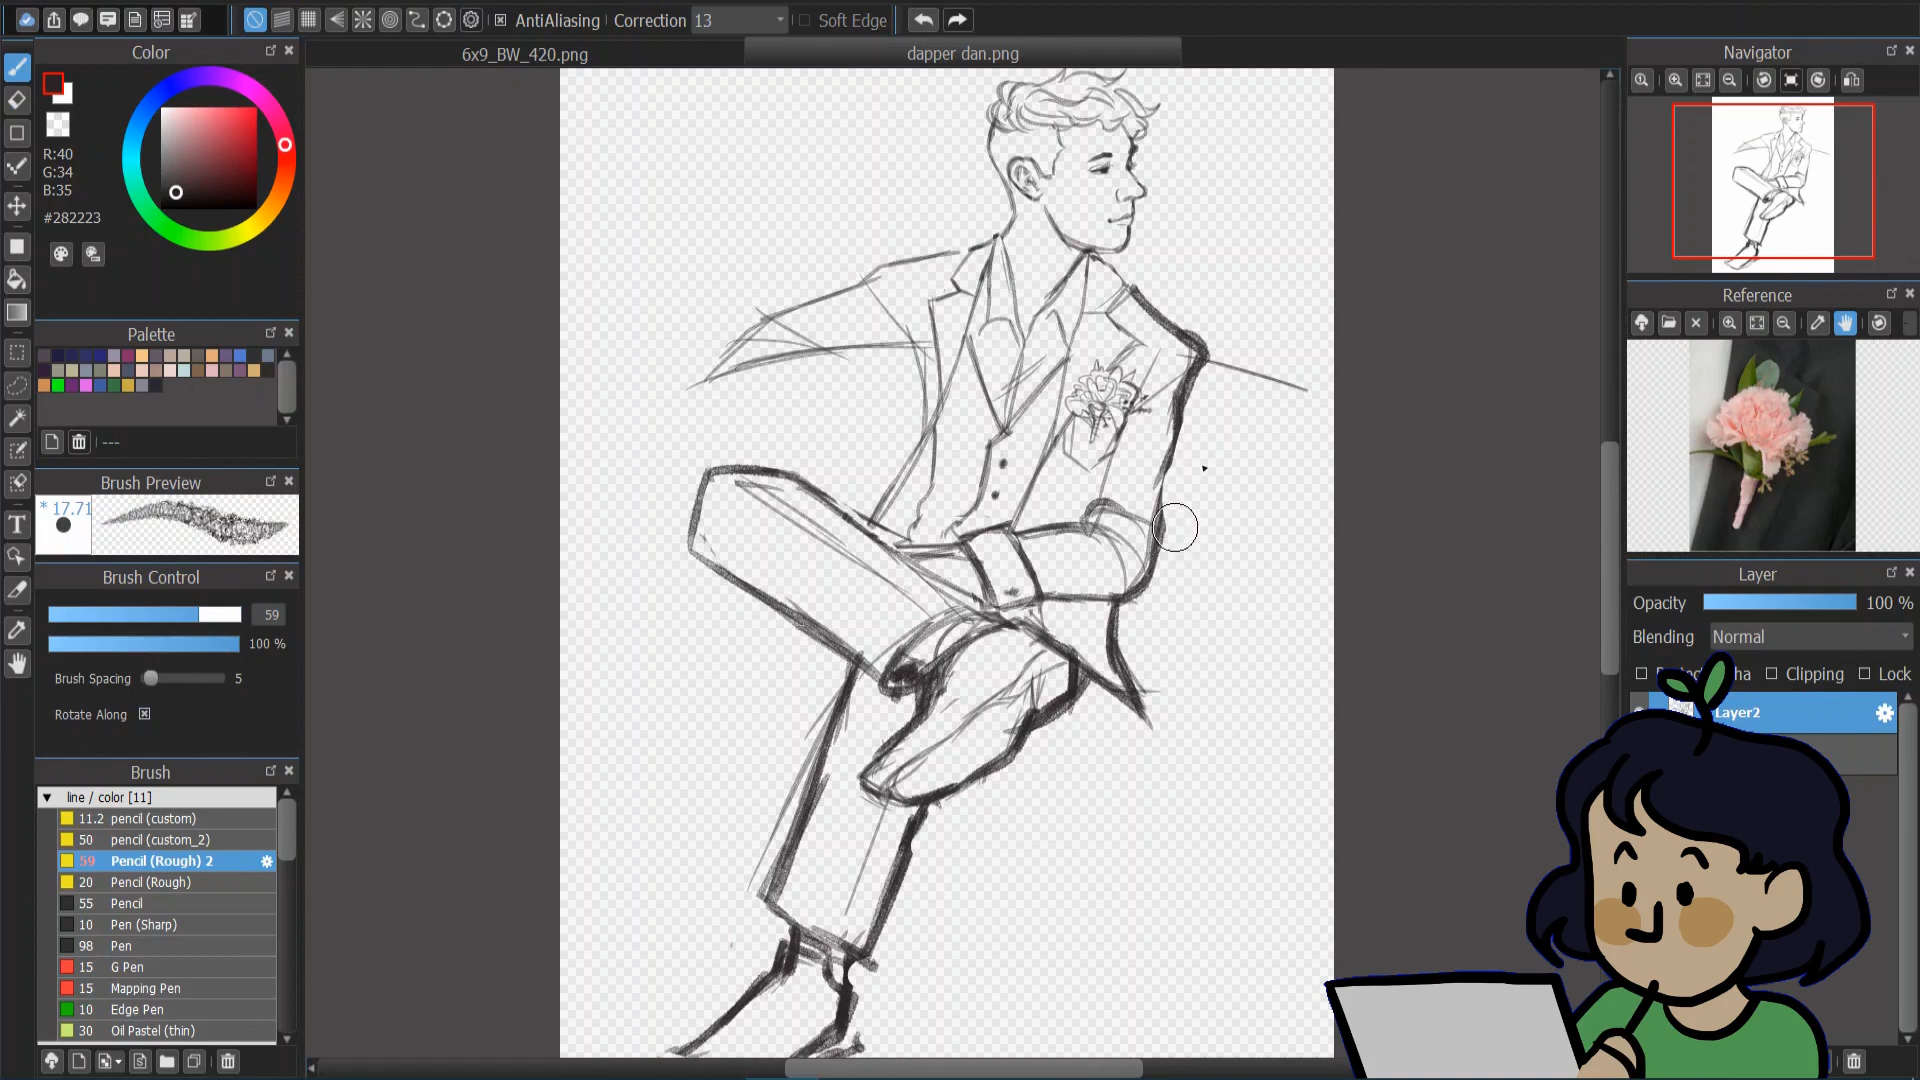 AntiAliasing Correction 13 Soft Edge
6x9_BW_420.png
dapper dan.png
Color
R:40
G:34
B:35
#282223
Palette
---
Brush Preview
* 17.71
Brush Control
59
100 %
Brush Spacing 5
Rotate Along
Brush
line / color [11]
11.2 pencil (custom)
50 pencil (custom_2)
59 Pencil (Rough) 2
20 Pencil (Rough)
55 Pencil
10 Pen (Sharp)
98 Pen
15 G Pen
15 Mapping Pen
10 Edge Pen
30 Oil Pastel (thin)
Navigator
Reference
Layer
Opacity 100 %
Blending Normal
Clipping Lock
Layer2